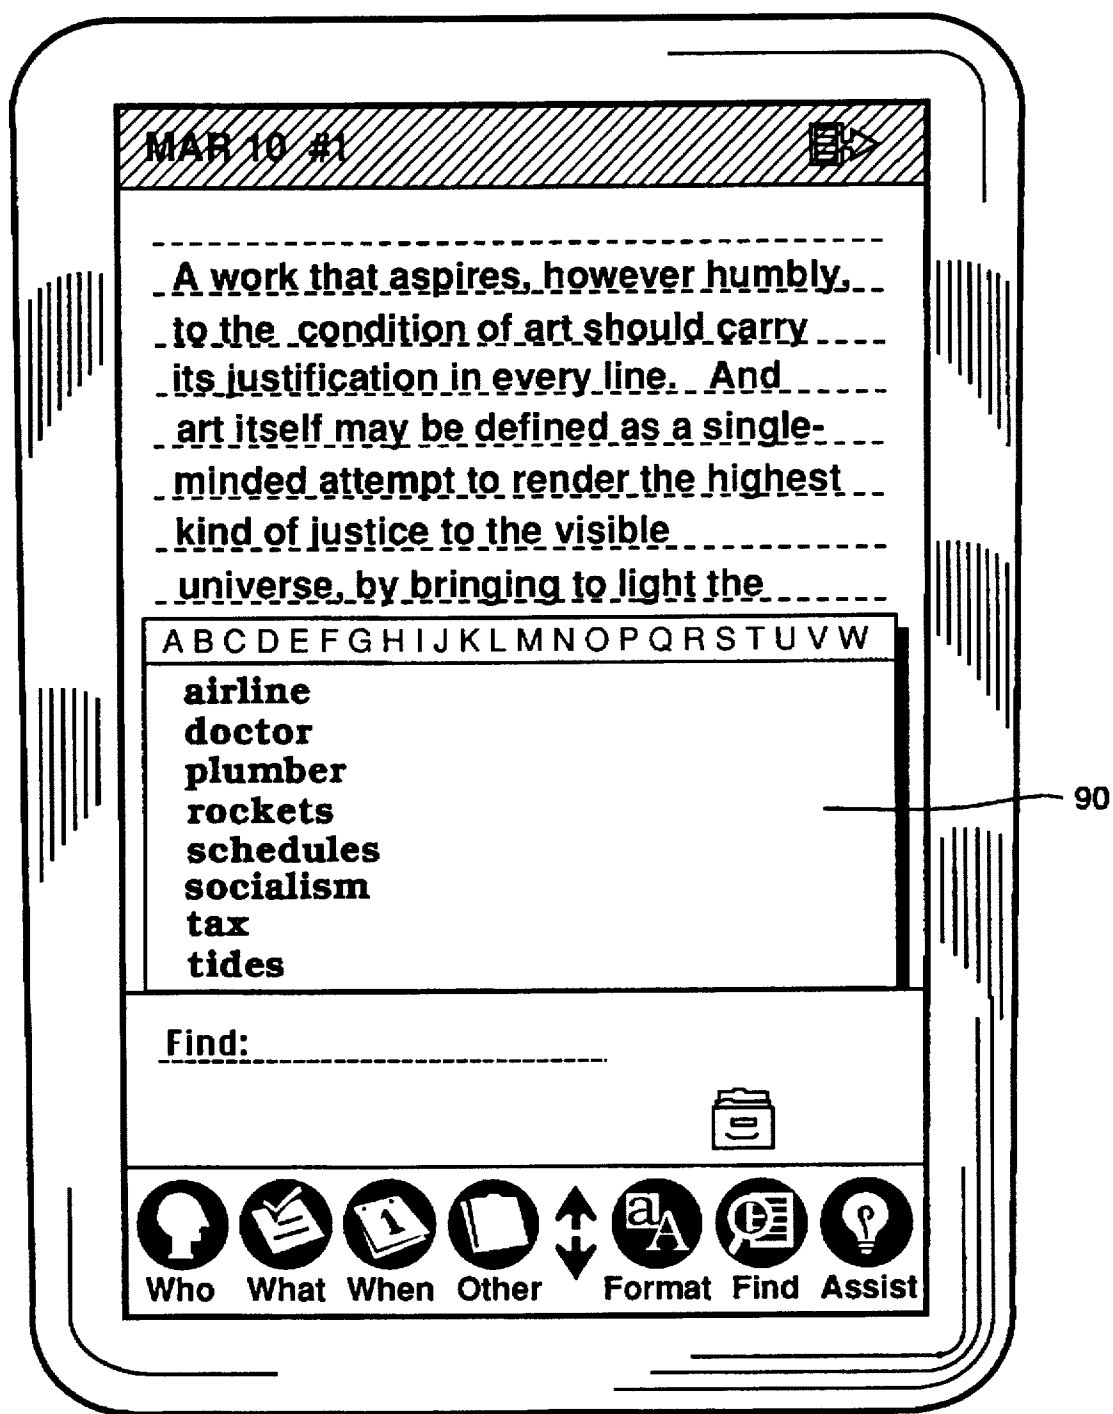 MAR 10 #1
A work that aspires, however humbly,
to the condition of art should carry
its justification in every line. And
art itself may be defined as a single-
minded attempt to render the highest
kind of justice to the visible
universe, by bringing to light the
A B C D E F G H I J K L M N O P Q R S T U V W
airline
doctor
plumber
rockets
schedules
socialism
tax
tides
90
Find:
1
aA
Who What When Other Format Find Assist